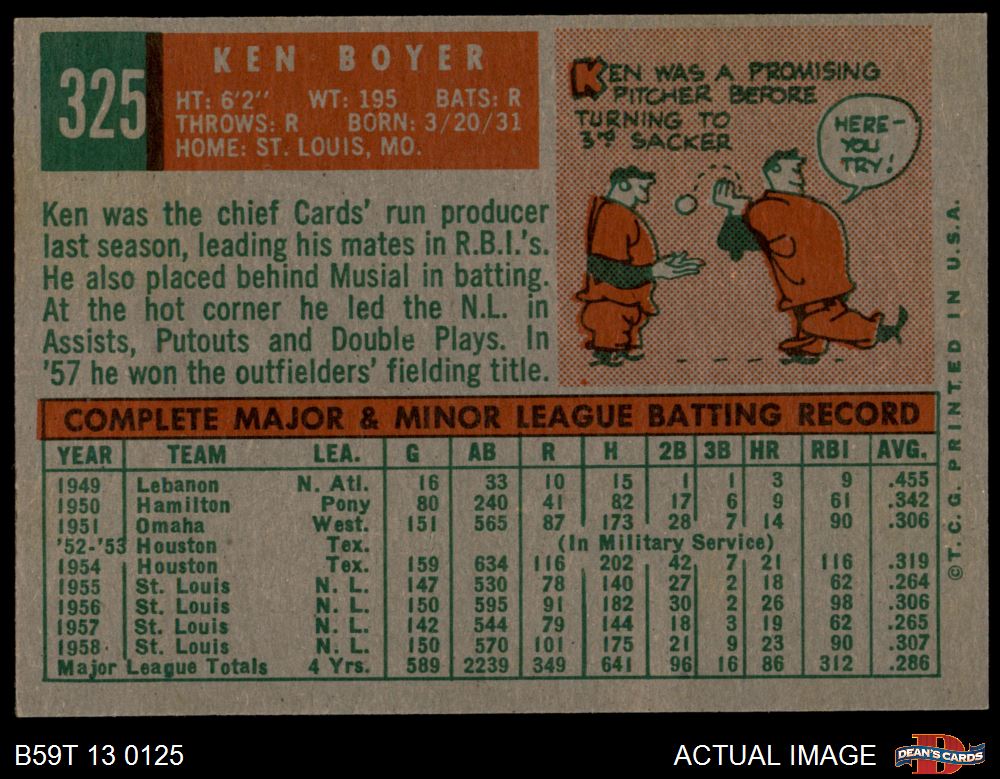 325
KEN BOYER
HT: 6'2" WT: 195 BATS: R
THROWS: R BORN: 3/20/31
HOME: ST. LOUIS, MO.
KEN WAS A PROMISING
PITCHER BEFORE
TURNING TO
3RD SACKER
HERE-
YOU
TRY!
Ken was the chief Cards' run producer
last season, leading his mates in R.B.I.'s.
He also placed behind Musial in batting.
At the hot corner he led the N.L. in
Assists, Putouts and Double Plays. In
'57 he won the outfielders' fielding title.
COMPLETE MAJOR & MINOR LEAGUE BATTING RECORD
YEAR TEAM LEA. G AB R H 2B 3B HR RBI AVG.
1949 Lebanon N. Atl. 16 33 10 15 1 1 3 9 .455
1950 Hamilton Pony 80 240 41 82 17 6 9 61 .342
1951 Omaha West. 151 565 87 173 28 7 14 90 .306
'52-'53 Houston Tex. (In Military Service)
1954 Houston Tex. 159 634 116 202 42 7 21 116 .319
1955 St. Louis N. L. 147 530 78 140 27 2 18 62 .264
1956 St. Louis N. L. 150 595 91 182 30 2 26 98 .306
1957 St. Louis N. L. 142 544 79 144 18 3 19 62 .265
1958 St. Louis N. L. 150 570 101 175 21 9 23 90 .307
Major League Totals 4 Yrs. 589 2239 349 641 96 16 86 312 .286
©T.C.G. PRINTED IN U.S.A.
B59T 13 0125
ACTUAL IMAGE
DEAN'S CARDS